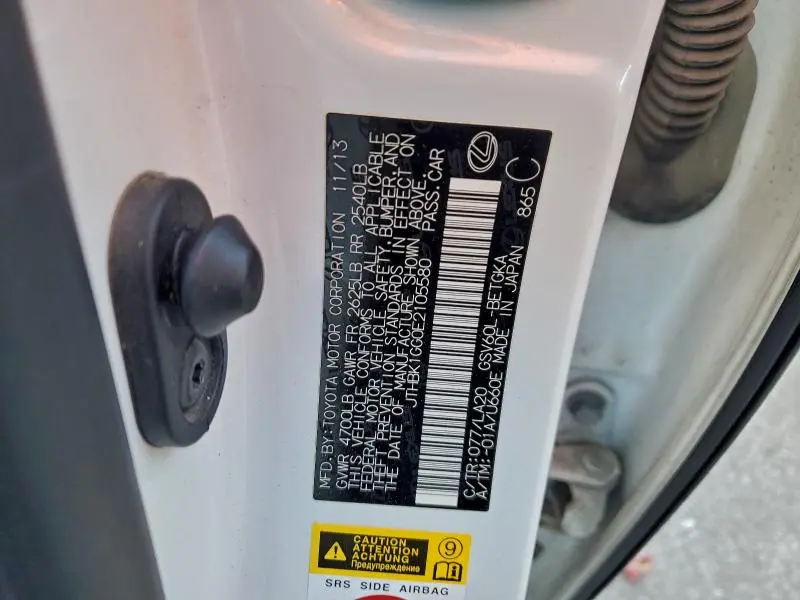 MFD. BY: TOYOTA MOTOR CORPORATION 11/13
GVWR 4700LB GAWR FR 2625LB RR 2540LB
THIS VEHICLE CONFORMS TO ALL APPLICABLE
FEDERAL MOTOR VEHICLE SAFETY, BUMPER, AND
THEFT PREVENTION STANDARDS IN EFFECT ON
THE DATE OF MANUFACTURE SHOWN ABOVE.
JTHBK1GG0E2105580 PASS. CAR
C/TR:077/LA20 GSV60L-BETGKA
A/TM:-01A/U660E MADE IN JAPAN 865 C
CAUTION
ATTENTION
ACHTUNG
Предупреждение
9
SRS SIDE AIRBAG